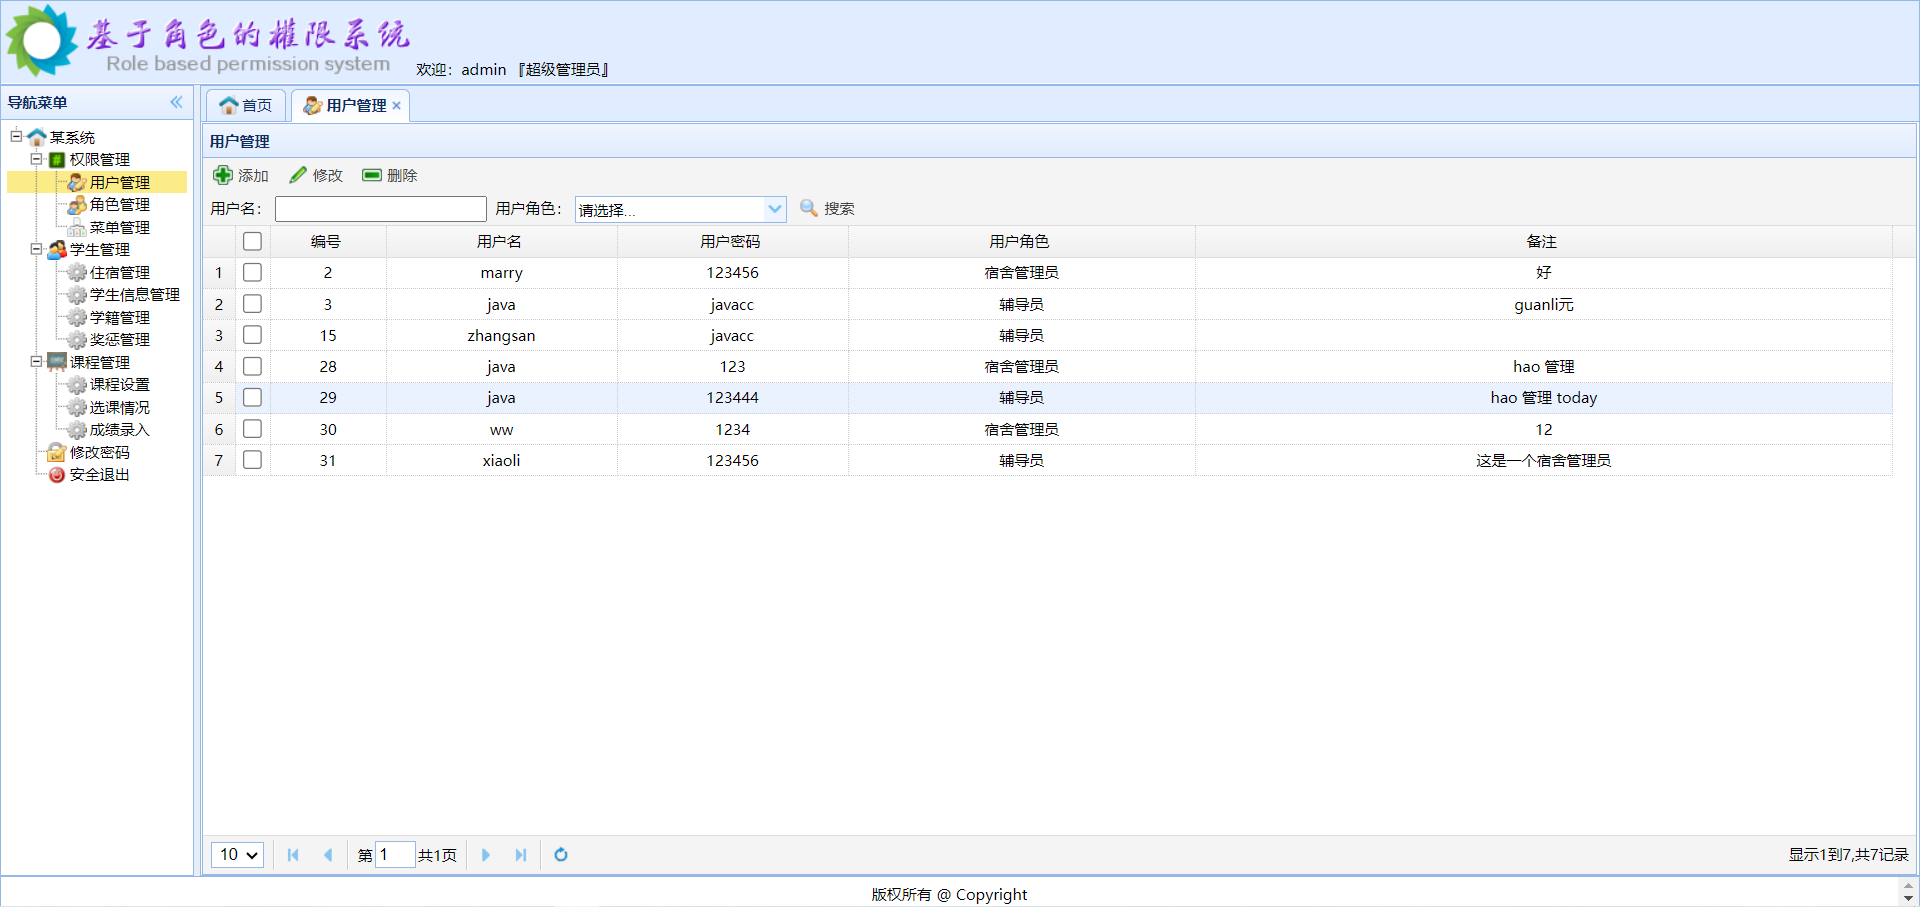 基于角色的權限系统
Role based permission system
欢迎：admin 『超级管理员』
导航菜单
某系统
权限管理
用户管理
角色管理
菜单管理
学生管理
住宿管理
学生信息管理
学籍管理
奖惩管理
课程管理
课程设置
选课情况
成绩录入
修改密码
安全退出
首页 用户管理
用户管理
添加 修改 删除
用户名： 用户角色： 请选择... 搜索
编号 用户名 用户密码 用户角色 备注
1 2 marry 123456 宿舍管理员 好
2 3 java javacc 辅导员 guanli元
3 15 zhangsan javacc 辅导员
4 28 java 123 宿舍管理员 hao 管理
5 29 java 123444 辅导员 hao 管理 today
6 30 ww 1234 宿舍管理员 12
7 31 xiaoli 123456 辅导员 这是一个宿舍管理员
10 第 1 共1页 显示1到7,共7记录
版权所有 @ Copyright